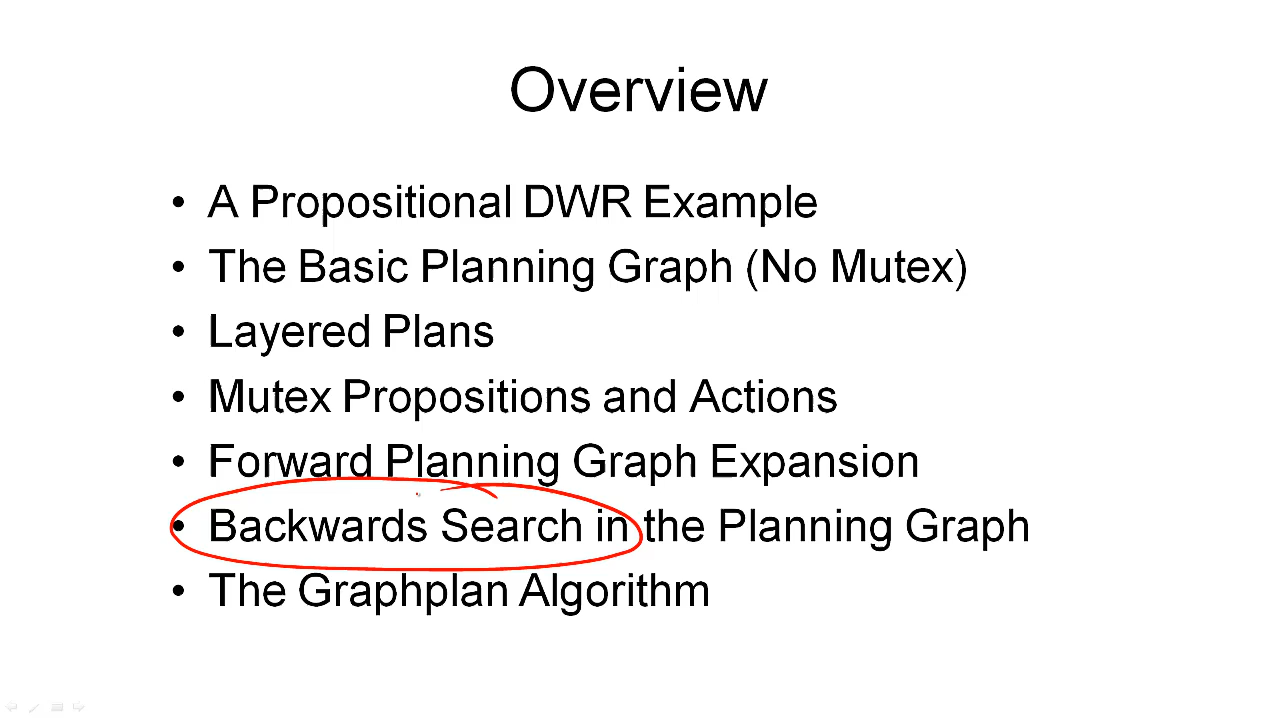 Overview
• A Propositional DWR Example
• The Basic Planning Graph (No Mutex)
• Layered Plans
• Mutex Propositions and Actions
• Forward Planning Graph Expansion
• Backwards Search in the Planning Graph
• The Graphplan Algorithm